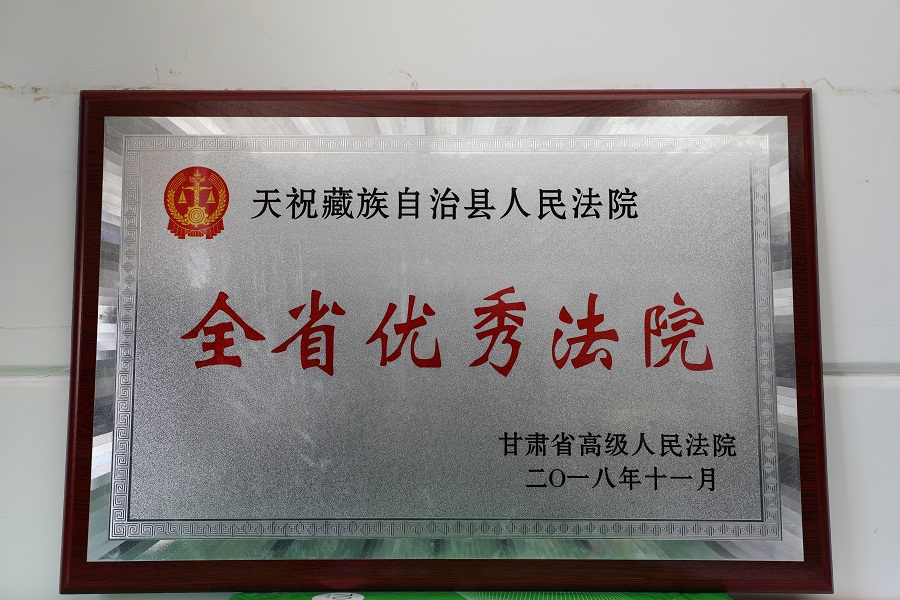 天祝藏族自治县人民法院
全省优秀法院
甘肃省高级人民法院
二〇一八年十一月